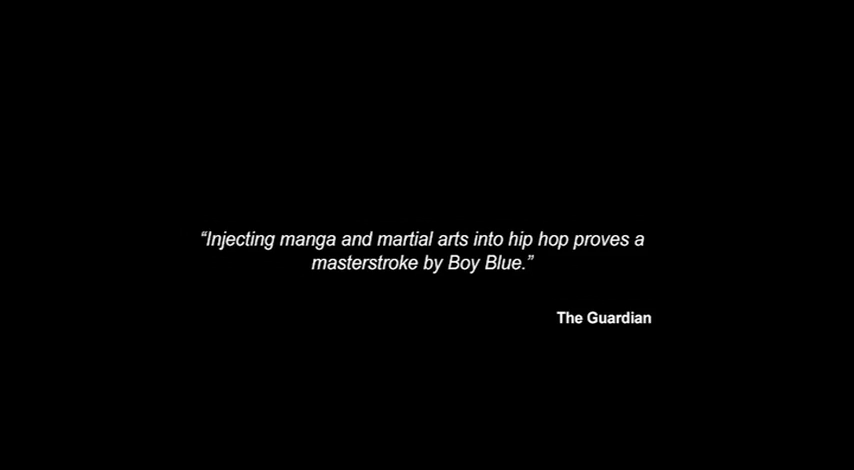 “Injecting manga and martial arts into hip hop proves a
masterstroke by Boy Blue.”
The Guardian